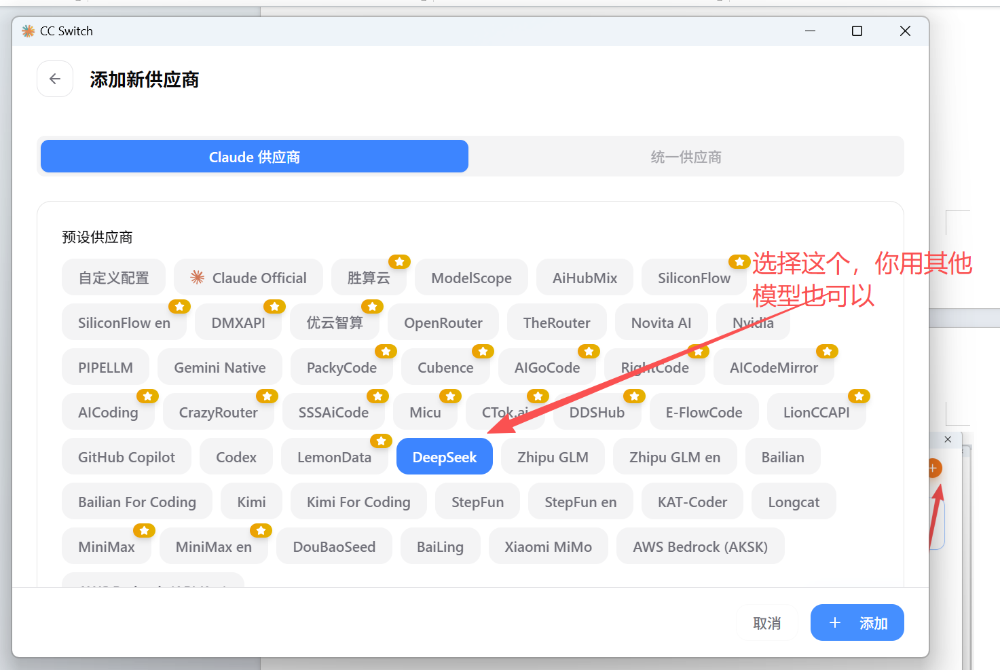 CC Switch
添加新供应商
Claude 供应商
统一供应商
预设供应商
自定义配置
Claude Official
胜算云
ModelScope
AiHubMix
SiliconFlow
选择这个，你用其他
模型也可以
SiliconFlow en
DMXAPI
优云智算
OpenRouter
TheRouter
Novita AI
Nvidia
PIPELLM
Gemini Native
PackyCode
Cubence
AIGoCode
RightCode
AICodeMirror
AICoding
CrazyRouter
SSSAiCode
Micu
CTok.ai
DDSHub
E-FlowCode
LionCCAPI
GitHub Copilot
Codex
LemonData
DeepSeek
Zhipu GLM
Zhipu GLM en
Bailian
Bailian For Coding
Kimi
Kimi For Coding
StepFun
StepFun en
KAT-Coder
Longcat
MiniMax
MiniMax en
DouBaoSeed
BaiLing
Xiaomi MiMo
AWS Bedrock (AKSK)
取消
添加